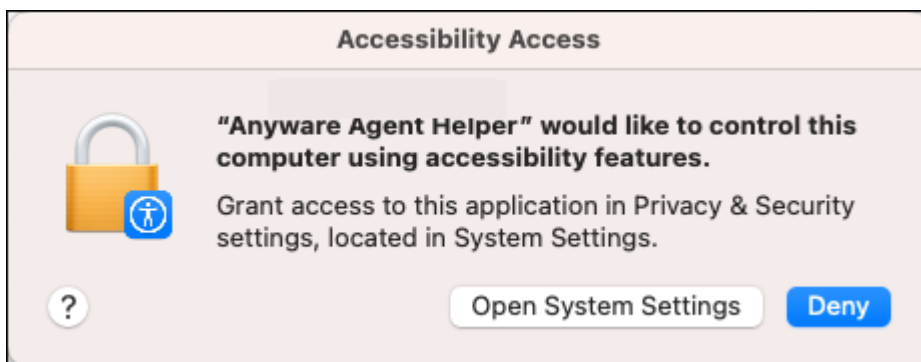 Accessibility Access
“Anyware Agent Helper” would like to control this
computer using accessibility features.
Grant access to this application in Privacy & Security
settings, located in System Settings.
?
Open System Settings
Deny